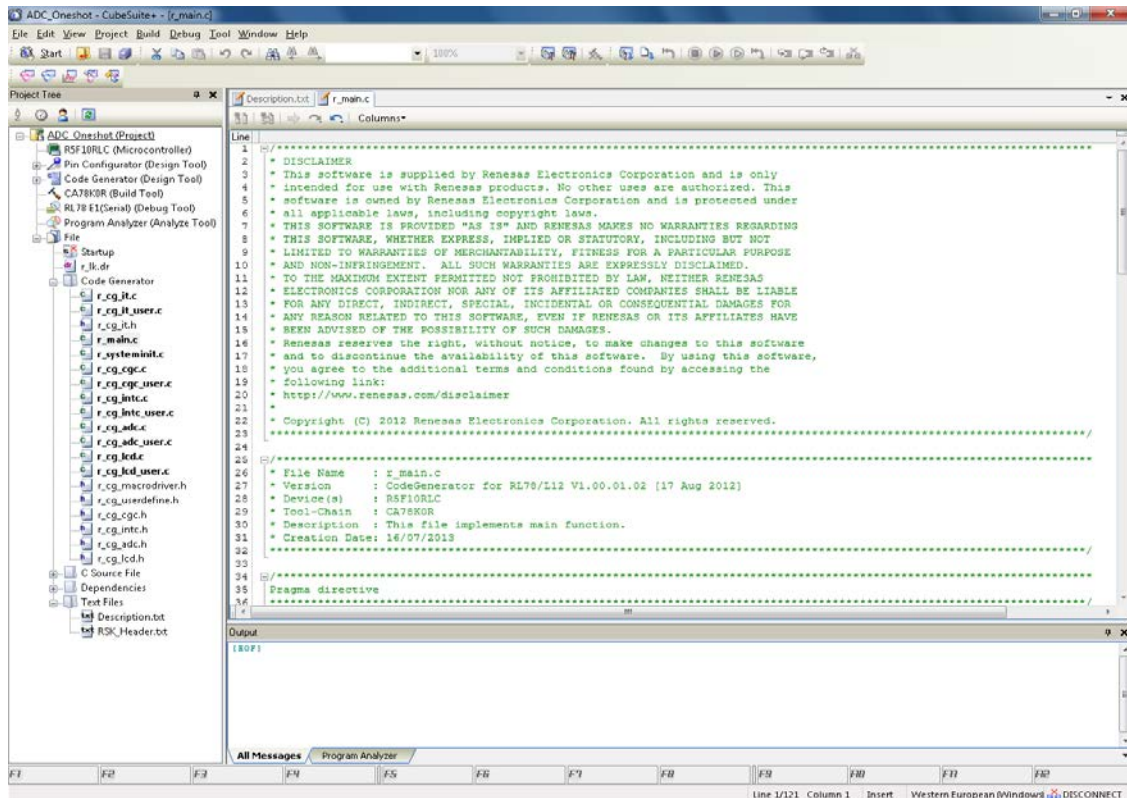 ADC_Oneshot - CubeSuite+ - [r_main.c]
File Edit View Project Build Debug Tool Window Help
Start 100%
Project Tree
ADC_Oneshot (Project)
R5F10RLC (Microcontroller)
Pin Configurator (Design Tool)
Code Generator (Design Tool)
CA78K0R (Build Tool)
RL78 E1(Serial) (Debug Tool)
Program Analyzer (Analyze Tool)
File
Startup
r_lk.dr
Code Generator
r_cg_it.c
r_cg_it_user.c
r_cg_it.h
r_main.c
r_systeminit.c
r_cg_cgc.c
r_cg_cgc_user.c
r_cg_intc.c
r_cg_intc_user.c
r_cg_adc.c
r_cg_adc_user.c
r_cg_lcd.c
r_cg_lcd_user.c
r_cg_macrodriver.h
r_cg_userdefine.h
r_cg_cgc.h
r_cg_intc.h
r_cg_adc.h
r_cg_lcd.h
C Source File
Dependencies
Text Files
Description.txt
RSK_Header.txt
Description.txt r_main.c
Columns
Line
1 /***********************************************************************************************************************
2 * DISCLAIMER
3 * This software is supplied by Renesas Electronics Corporation and is only
4 * intended for use with Renesas products. No other uses are authorized. This
5 * software is owned by Renesas Electronics Corporation and is protected under
6 * all applicable laws, including copyright laws.
7 * THIS SOFTWARE IS PROVIDED "AS IS" AND RENESAS MAKES NO WARRANTIES REGARDING
8 * THIS SOFTWARE, WHETHER EXPRESS, IMPLIED OR STATUTORY, INCLUDING BUT NOT
9 * LIMITED TO WARRANTIES OF MERCHANTABILITY, FITNESS FOR A PARTICULAR PURPOSE
10 * AND NON-INFRINGEMENT. ALL SUCH WARRANTIES ARE EXPRESSLY DISCLAIMED.
11 * TO THE MAXIMUM EXTENT PERMITTED NOT PROHIBITED BY LAW, NEITHER RENESAS
12 * ELECTRONICS CORPORATION NOR ANY OF ITS AFFILIATED COMPANIES SHALL BE LIABLE
13 * FOR ANY DIRECT, INDIRECT, SPECIAL, INCIDENTAL OR CONSEQUENTIAL DAMAGES FOR
14 * ANY REASON RELATED TO THIS SOFTWARE, EVEN IF RENESAS OR ITS AFFILIATES HAVE
15 * BEEN ADVISED OF THE POSSIBILITY OF SUCH DAMAGES.
16 * Renesas reserves the right, without notice, to make changes to this software
17 * and to discontinue the availability of this software. By using this software,
18 * you agree to the additional terms and conditions found by accessing the
19 * following link:
20 * http://www.renesas.com/disclaimer
21 *
22 * Copyright (C) 2012 Renesas Electronics Corporation. All rights reserved.
23 ***********************************************************************************************************************/
24
25 /***********************************************************************************************************************
26 * File Name : r_main.c
27 * Version : CodeGenerator for RL78/L12 V1.00.01.02 [17 Aug 2012]
28 * Device(s) : R5F10RLC
29 * Tool-Chain : CA78K0R
30 * Description : This file implements main function.
31 * Creation Date: 16/07/2013
32 ***********************************************************************************************************************/
33
34 /***********************************************************************************************************************
35 Pragma directive
36 ***********************************************************************************************************************/
Output
[EOF]
All Messages Program Analyzer
F1 F2 F3 F4 F5 F6 F7 F8 F9 F10 F11 F12
Line 1/121 Column 1 Insert Western European (Windows) DISCONNECT